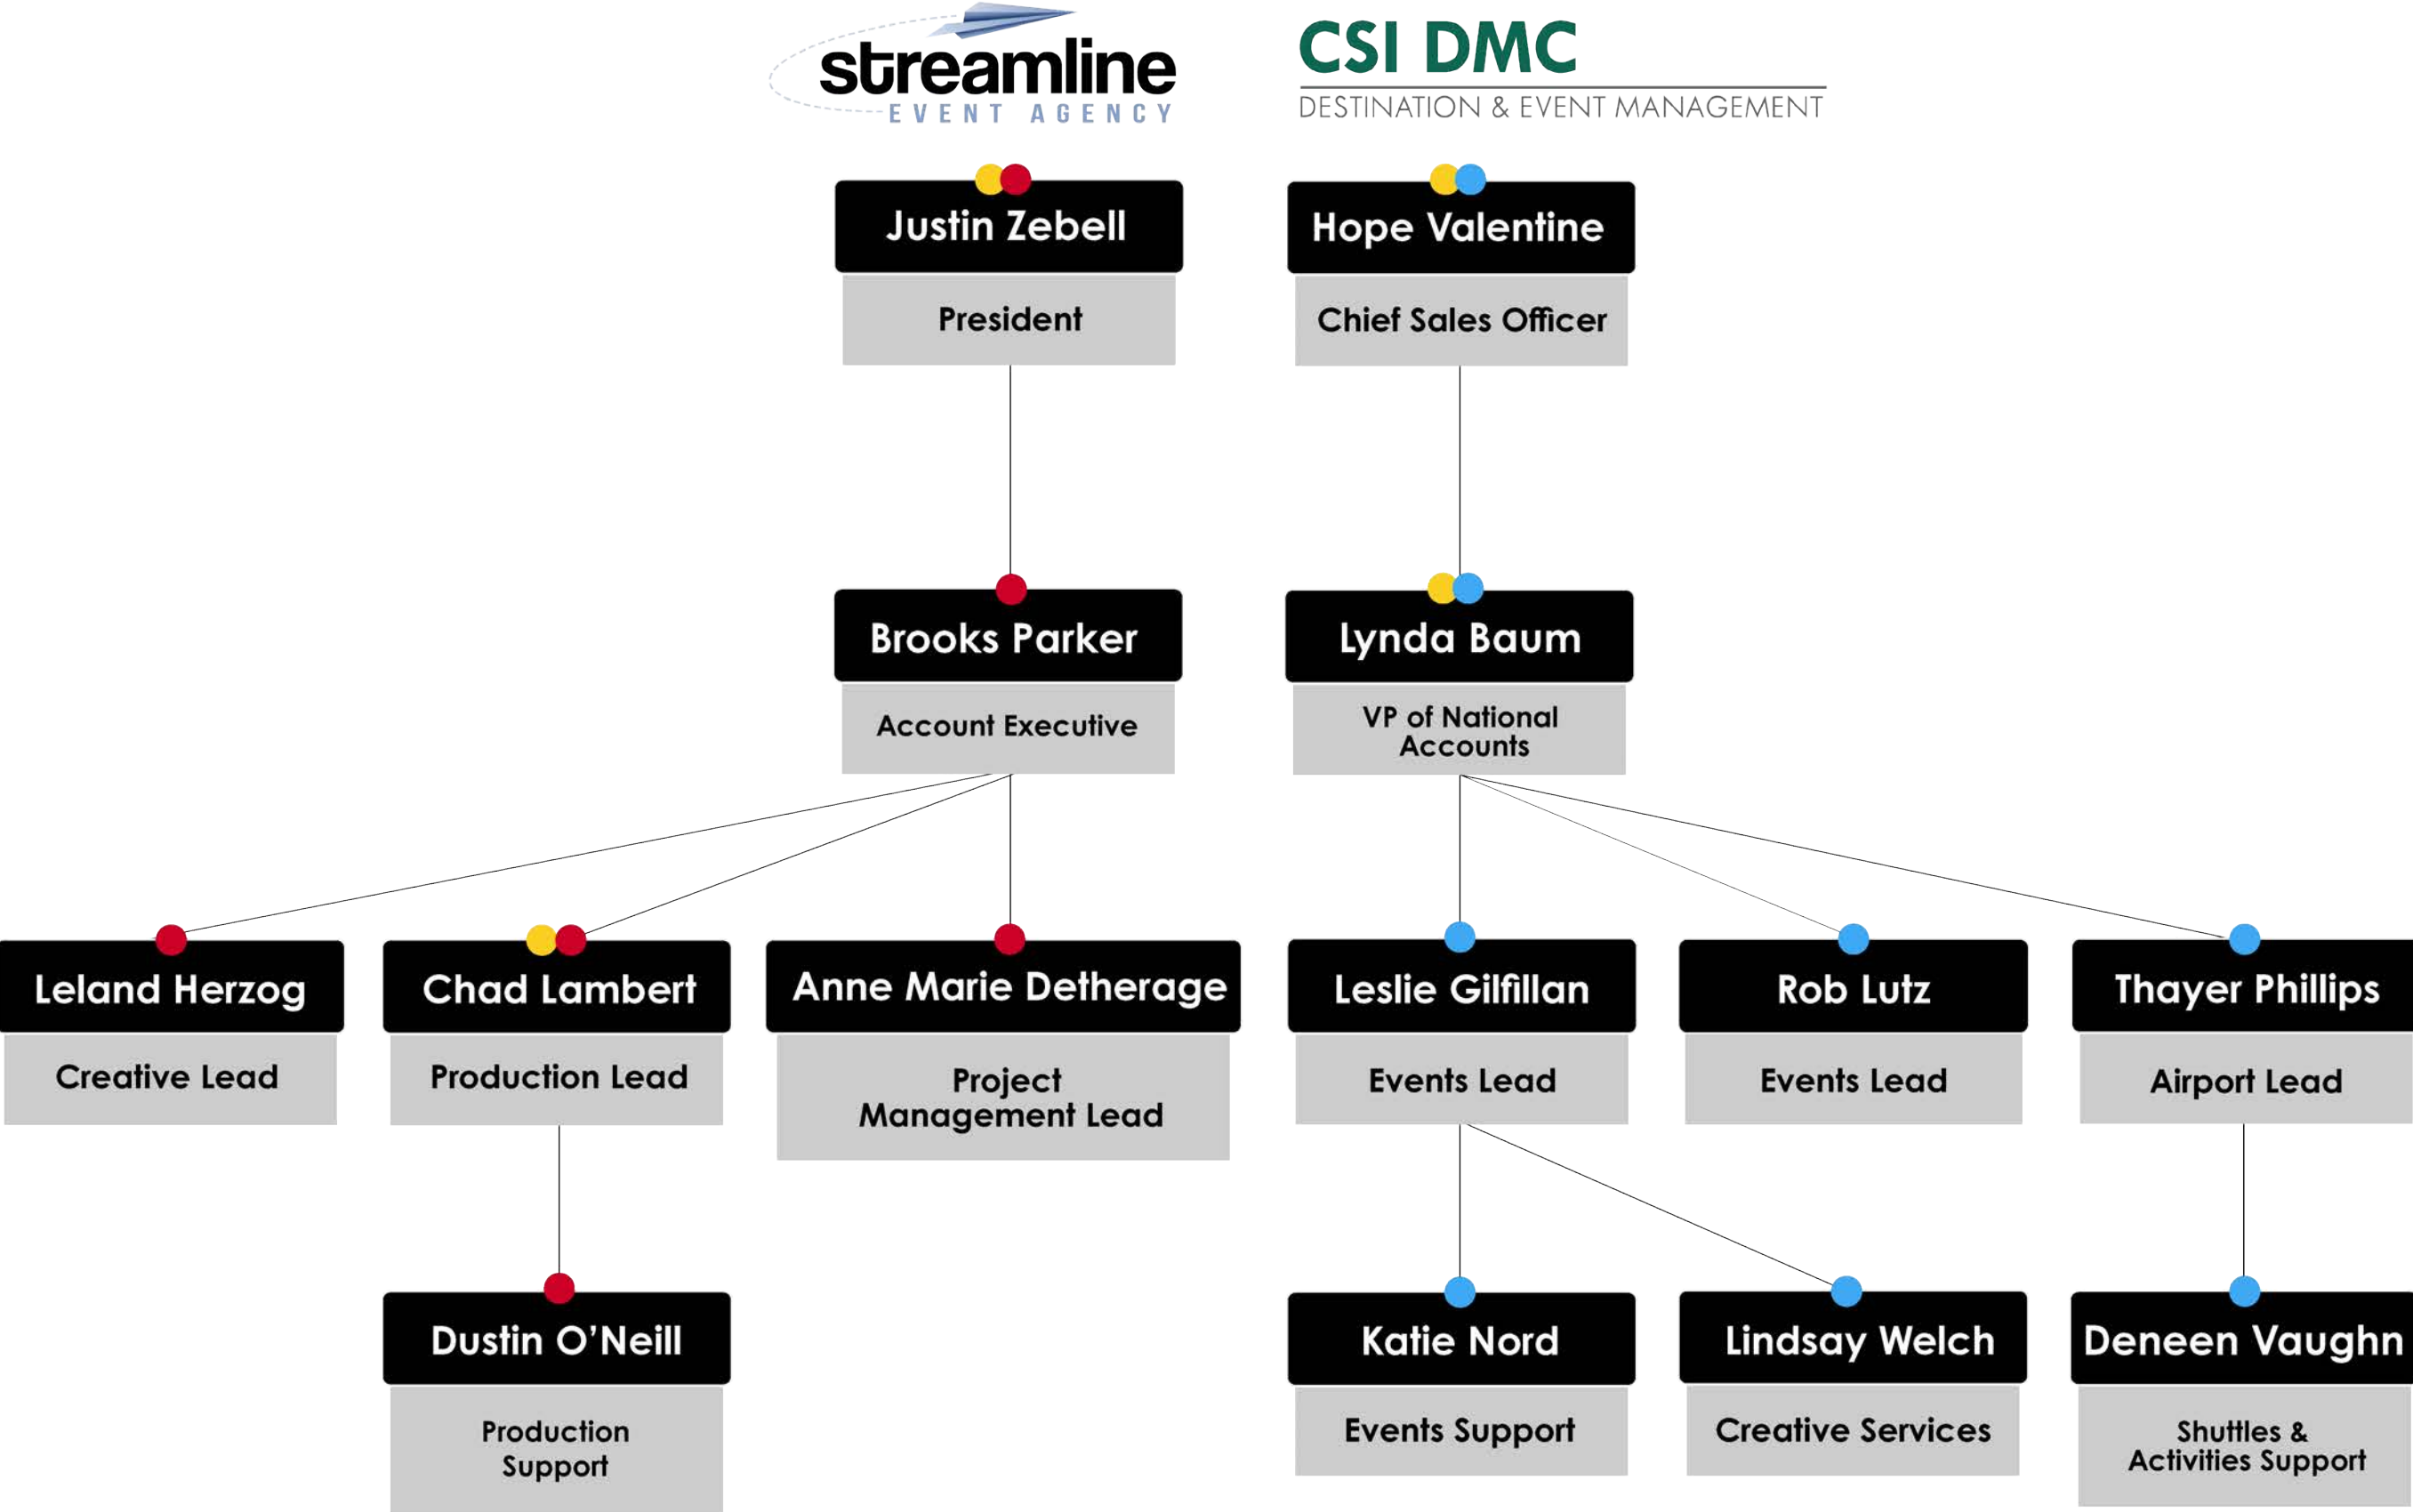 streamline
EVENT AGENCY
CSI DMC
DESTINATION & EVENT MANAGEMENT
Justin Zebell
President
Hope Valentine
Chief Sales Officer
Brooks Parker
Account Executive
Lynda Baum
VP of National
Accounts
Leland Herzog
Creative Lead
Chad Lambert
Production Lead
Anne Marie Detherage
Project
Management Lead
Leslie Gilfillan
Events Lead
Rob Lutz
Events Lead
Thayer Phillips
Airport Lead
Dustin O’Neill
Production
Support
Katie Nord
Events Support
Lindsay Welch
Creative Services
Deneen Vaughn
Shuttles &
Activities Support